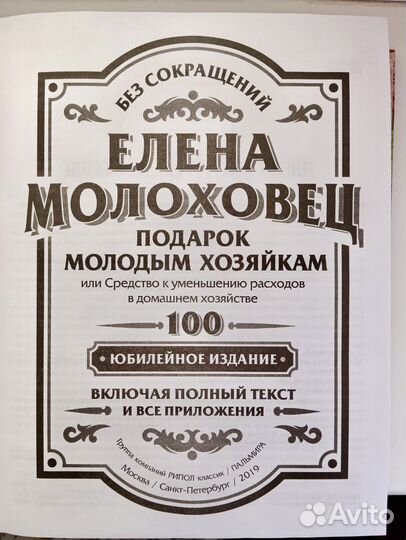 БЕЗ СОКРАЩЕНИЙ
ЕЛЕНА
МОЛОХОВЕЦ
ПОДАРОК
МОЛОДЫМ ХОЗЯЙКАМ
или Средство к уменьшению расходов
в домашнем хозяйстве
100
ЮБИЛЕЙНОЕ ИЗДАНИЕ
ВКЛЮЧАЯ ПОЛНЫЙ ТЕКСТ
И ВСЕ ПРИЛОЖЕНИЯ
Группа компаний РИПОЛ классик / ПАЛЬМИРА
Москва / Санкт-Петербург / 2019
Avito